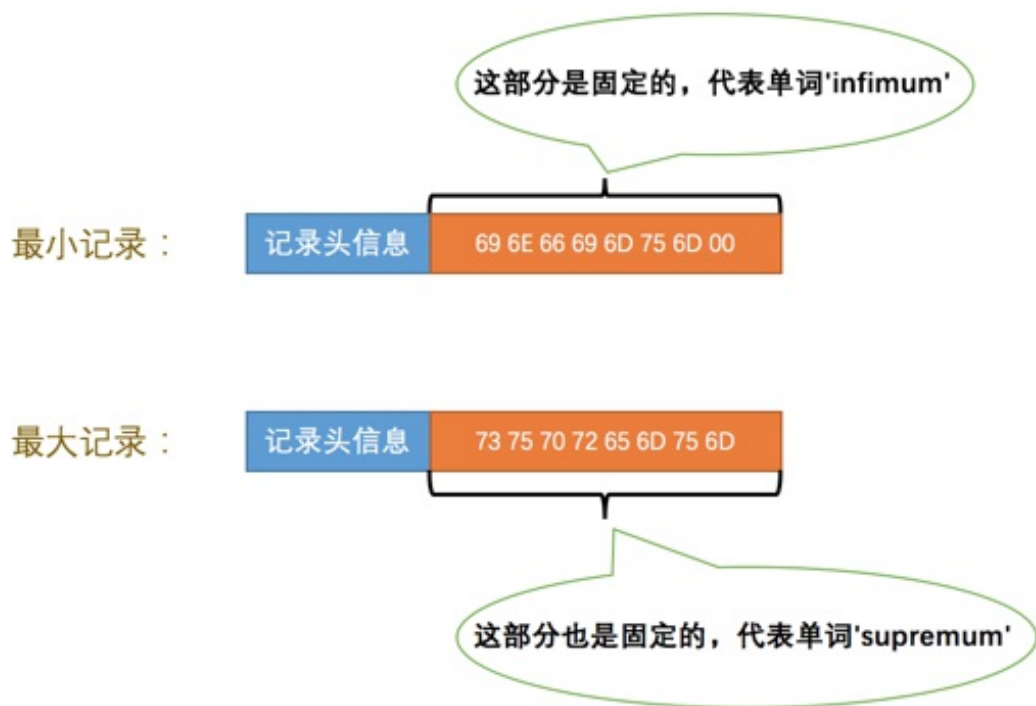 这部分是固定的，代表单词'infimum'
最小记录：
记录头信息
69 6E 66 69 6D 75 6D 00
最大记录：
记录头信息
73 75 70 72 65 6D 75 6D
这部分也是固定的，代表单词'supremum'